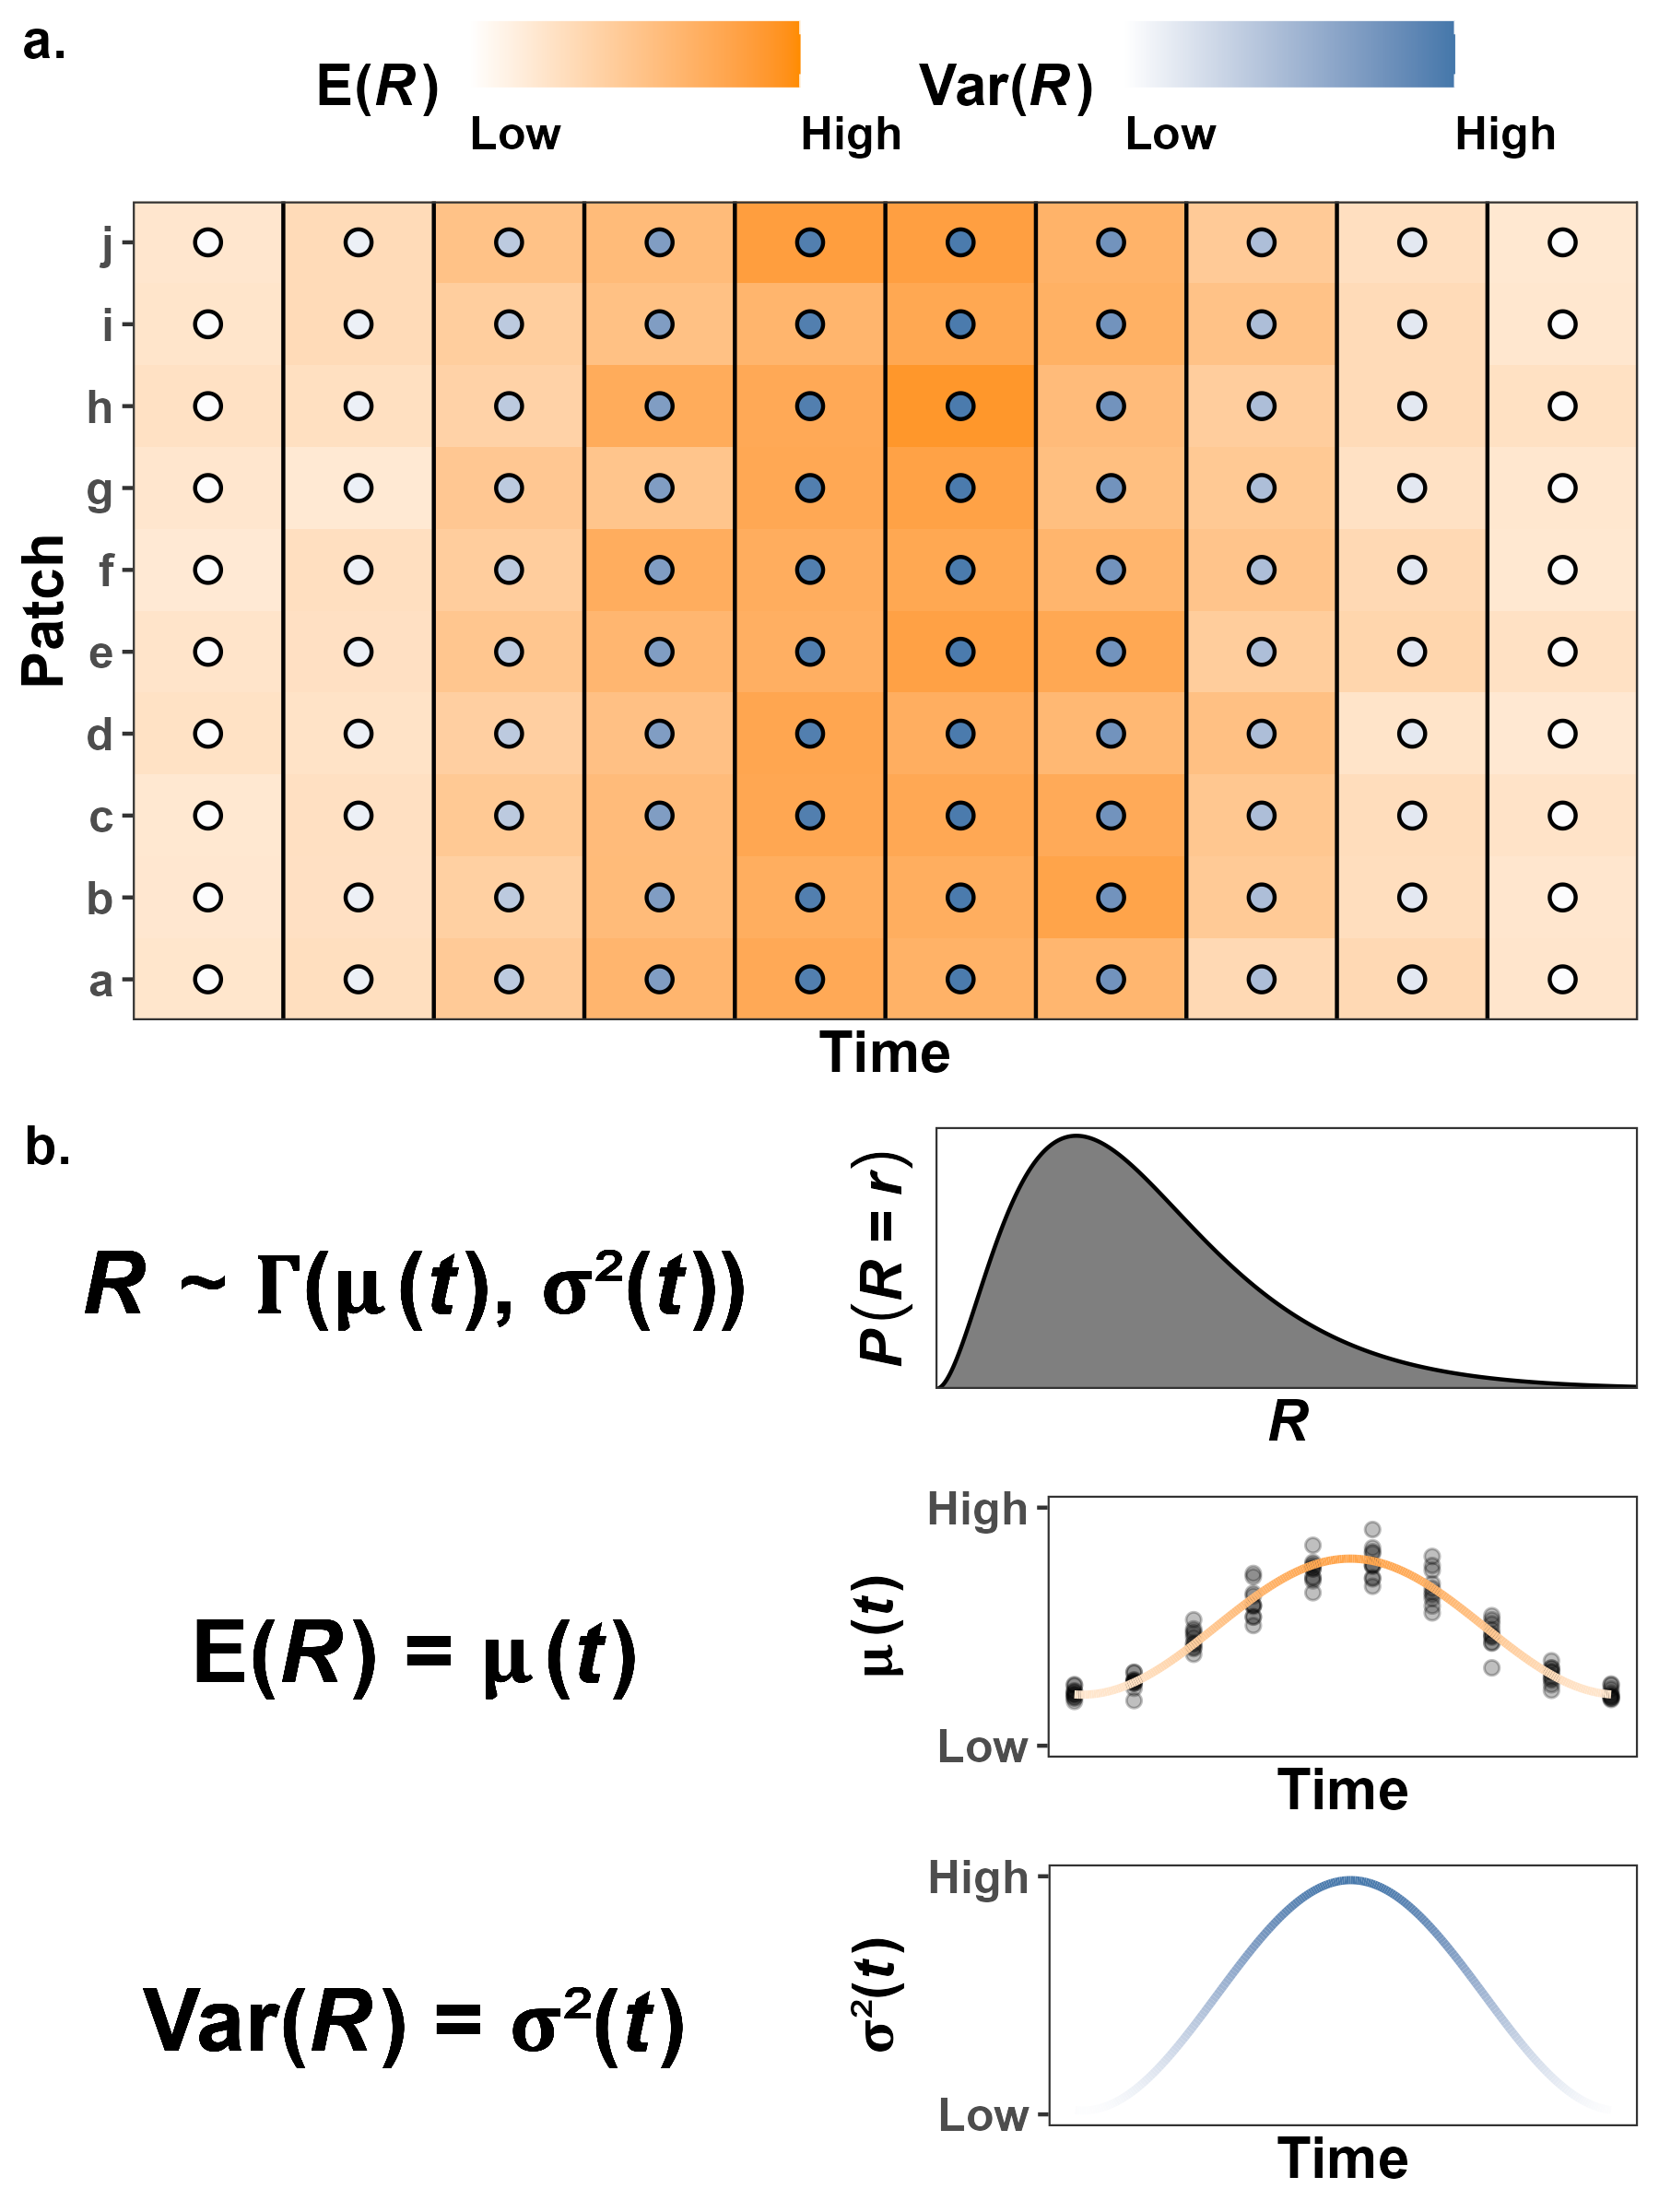 a.
E(R)
Low High
Var(R)
Low High
Patch
j
i
h
g
f
e
d
c
b
a
Time
b.
R ~ Γ(μ(t), σ²(t))
P(R = r)
R
E(R) = μ(t)
μ(t)
High
Low
Time
Var(R) = σ²(t)
σ²(t)
High
Low
Time